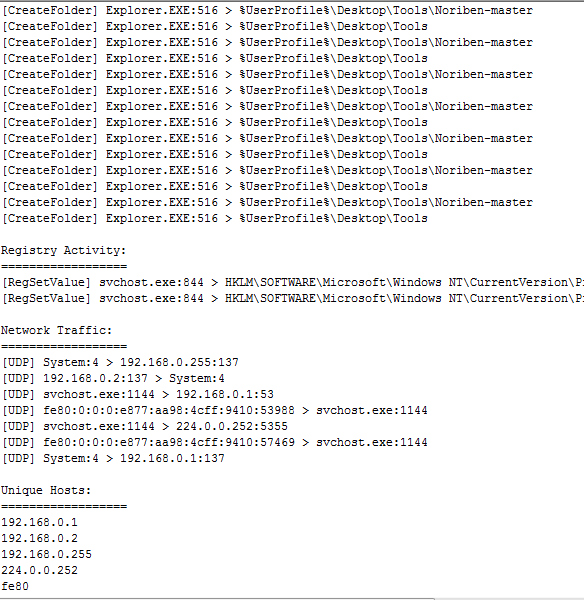 [CreateFolder] Explorer.EXE:516 > %UserProfile%\Desktop\Tools\Noriben-master
[CreateFolder] Explorer.EXE:516 > %UserProfile%\Desktop\Tools
[CreateFolder] Explorer.EXE:516 > %UserProfile%\Desktop\Tools\Noriben-master
[CreateFolder] Explorer.EXE:516 > %UserProfile%\Desktop\Tools
[CreateFolder] Explorer.EXE:516 > %UserProfile%\Desktop\Tools\Noriben-master
[CreateFolder] Explorer.EXE:516 > %UserProfile%\Desktop\Tools
[CreateFolder] Explorer.EXE:516 > %UserProfile%\Desktop\Tools\Noriben-master
[CreateFolder] Explorer.EXE:516 > %UserProfile%\Desktop\Tools
[CreateFolder] Explorer.EXE:516 > %UserProfile%\Desktop\Tools\Noriben-master
[CreateFolder] Explorer.EXE:516 > %UserProfile%\Desktop\Tools
[CreateFolder] Explorer.EXE:516 > %UserProfile%\Desktop\Tools\Noriben-master
[CreateFolder] Explorer.EXE:516 > %UserProfile%\Desktop\Tools
[CreateFolder] Explorer.EXE:516 > %UserProfile%\Desktop\Tools\Noriben-master
[CreateFolder] Explorer.EXE:516 > %UserProfile%\Desktop\Tools
Registry Activity:
==================
[RegSetValue] svchost.exe:844 > HKLM\SOFTWARE\Microsoft\Windows NT\CurrentVersion\P
[RegSetValue] svchost.exe:844 > HKLM\SOFTWARE\Microsoft\Windows NT\CurrentVersion\P
Network Traffic:
==================
[UDP] System:4 > 192.168.0.255:137
[UDP] 192.168.0.2:137 > System:4
[UDP] svchost.exe:1144 > 192.168.0.1:53
[UDP] fe80:0:0:0:e877:aa98:4cff:9410:53988 > svchost.exe:1144
[UDP] svchost.exe:1144 > 224.0.0.252:5355
[UDP] fe80:0:0:0:e877:aa98:4cff:9410:57469 > svchost.exe:1144
[UDP] System:4 > 192.168.0.1:137
Unique Hosts:
==================
192.168.0.1
192.168.0.2
192.168.0.255
224.0.0.252
fe80